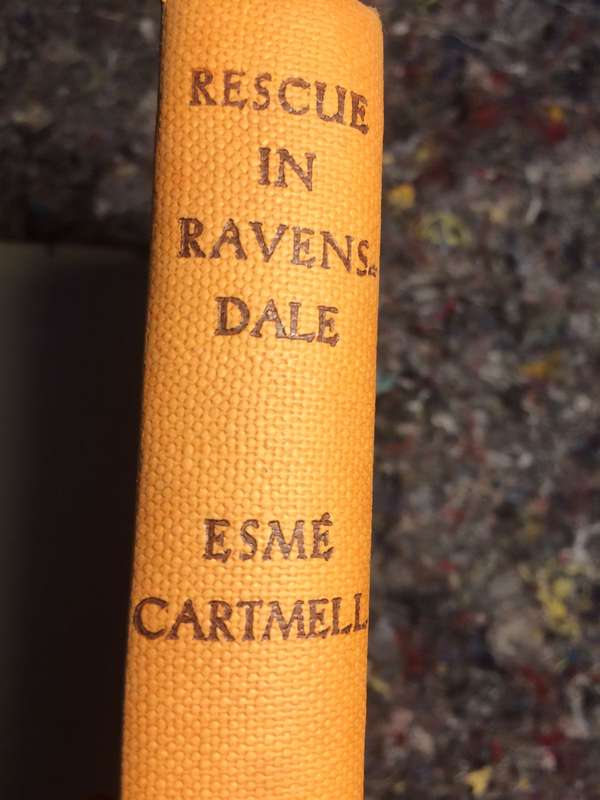 RESCUE
IN
RAVENS-
DALE
ESMÉ
CARTMELL